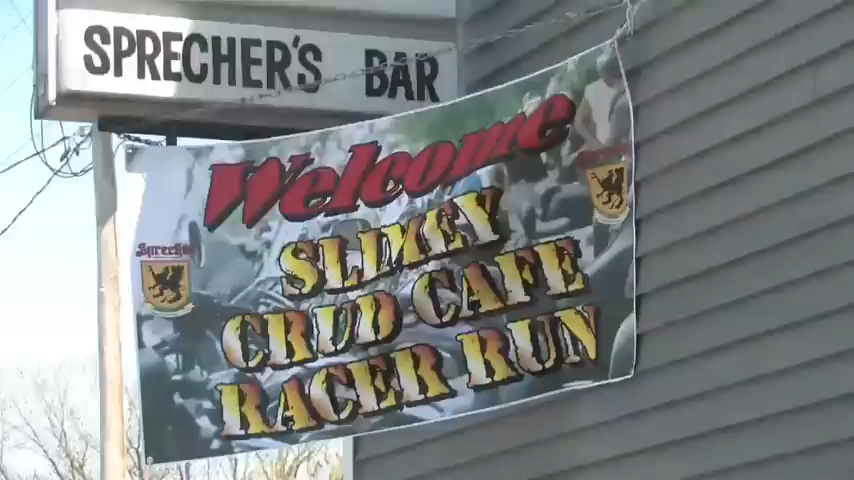 SPRECHER'S BAR
Welcome
SLIMEY
CRUD CAFE
RACER RUN